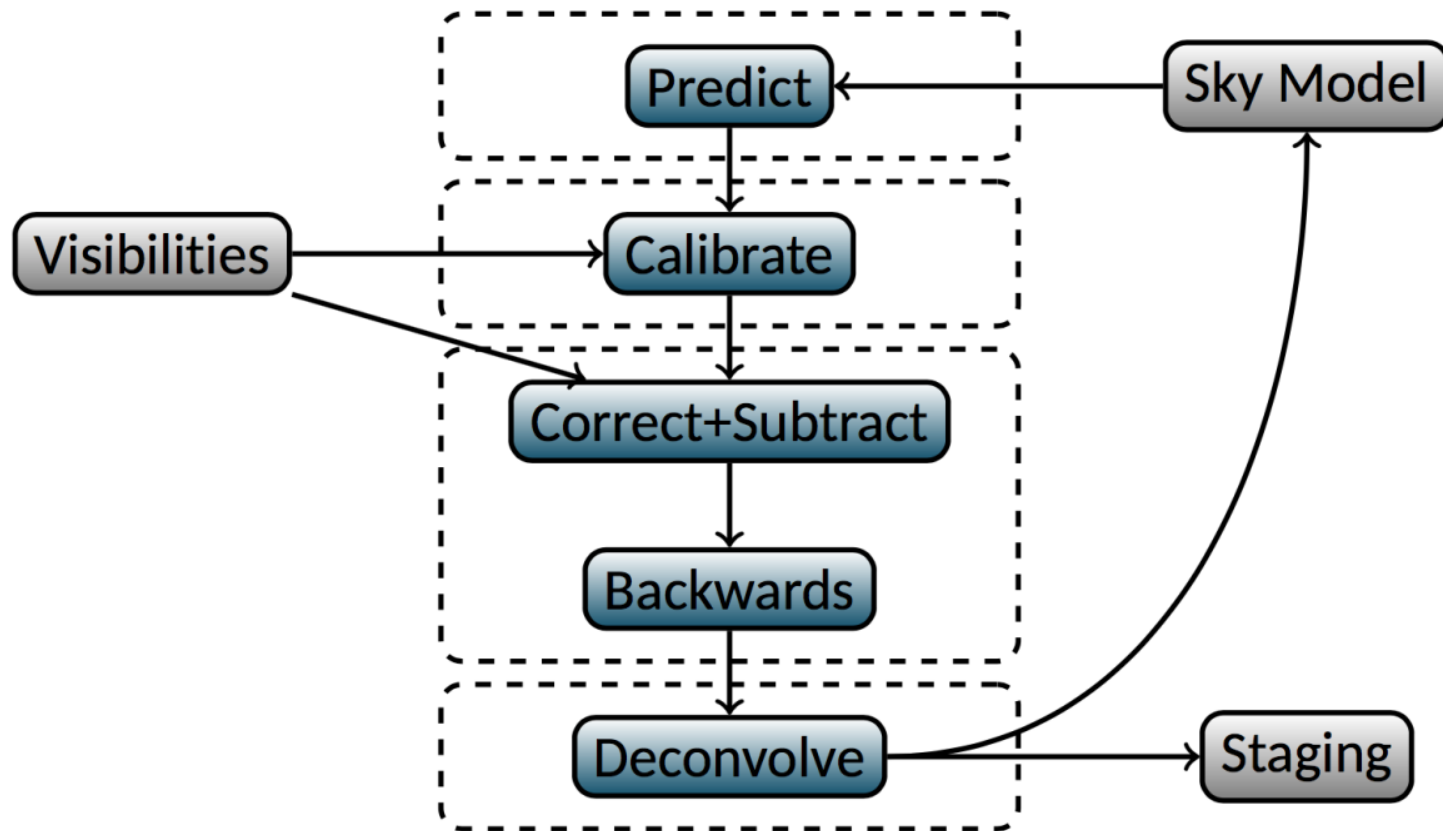 Predict
Sky Model
Visibilities
Calibrate
Correct+Subtract
Backwards
Deconvolve
Staging